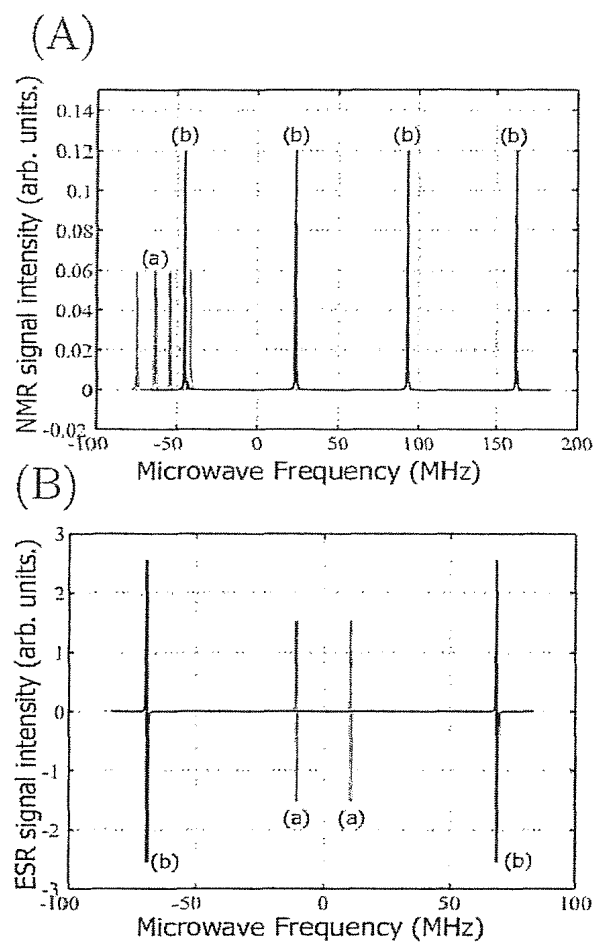 (A)
NMR signal intensity (arb. units.)
0.14
0.12
0.1
0.08
0.06
0.04
0.02
0
-0.02
(b) (b) (b) (b)
(a)
-100 -50 0 50 100 150 200
Microwave Frequency (MHz)
(B)
ESR signal intensity (arb. units.)
3
2
1
0
-1
-2
-3
(a) (a)
(b) (b)
-100 -50 0 50 100
Microwave Frequency (MHz)